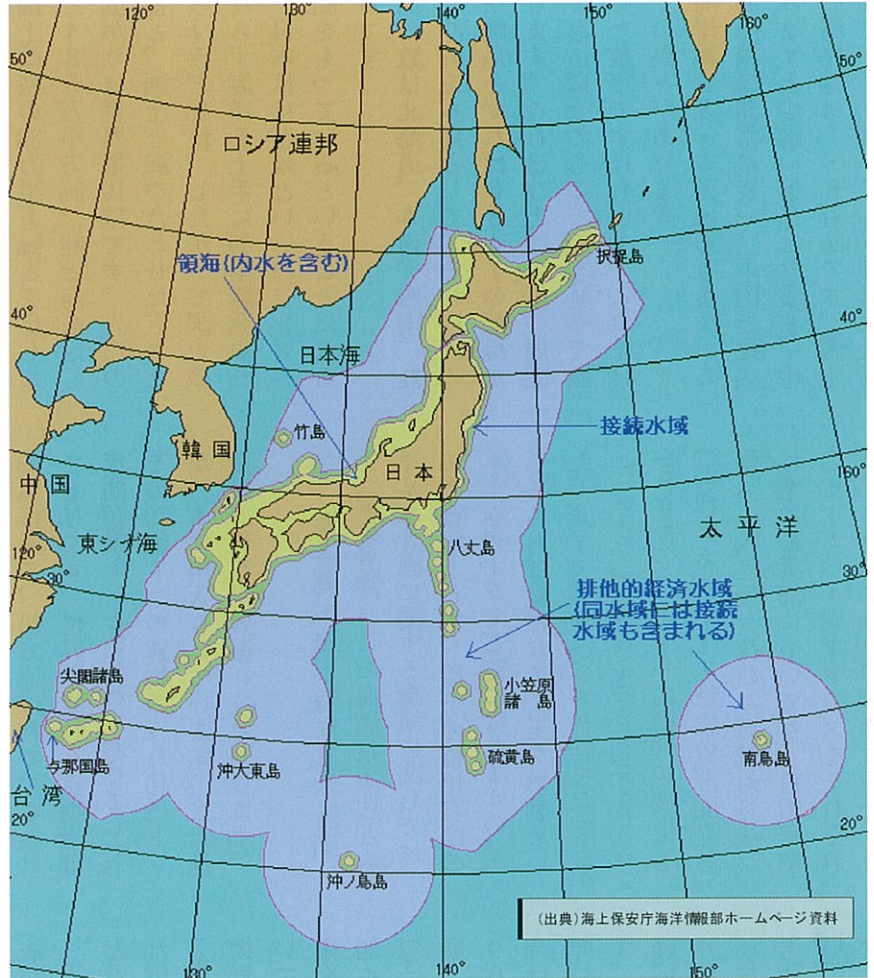 120°
130°
140°
150°
50°
50°
ロシア連邦
領海(内水を含む)
択捉島
40°
日本海
40°
竹島
韓国
接続水域
日本
中国
160°
太平洋
東シナ海
八丈島
120°
30°
30°
排他的経済水域
(同水域には接続
水域も含まれる)
尖閣諸島
小笠原
諸島
与那国島
沖大東島
硫黄島
南鳥島
台湾
20°
20°
沖ノ鳥島
(出典)海上保安庁海洋情報部ホームページ資料
130°
140°
150°